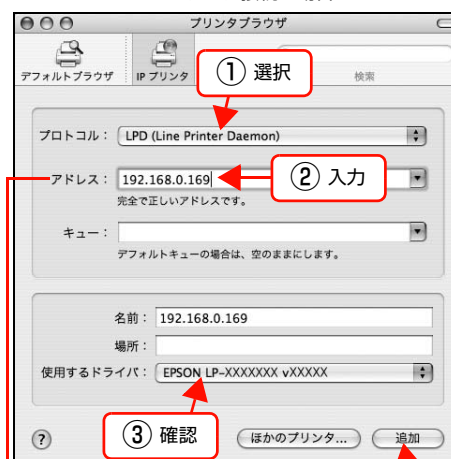 プリンタブラウザ
デフォルトブラウザ
IP プリンタ
検索
① 選択
プロトコル：
LPD (Line Printer Daemon)
アドレス：
192.168.0.169
② 入力
完全で正しいアドレスです。
キュー：
デフォルトキューの場合は、空のままにします。
名前：
192.168.0.169
場所：
使用するドライバ：
EPSON LP-XXXXXXX vXXXXX
③ 確認
?
ほかのプリンタ...
追加